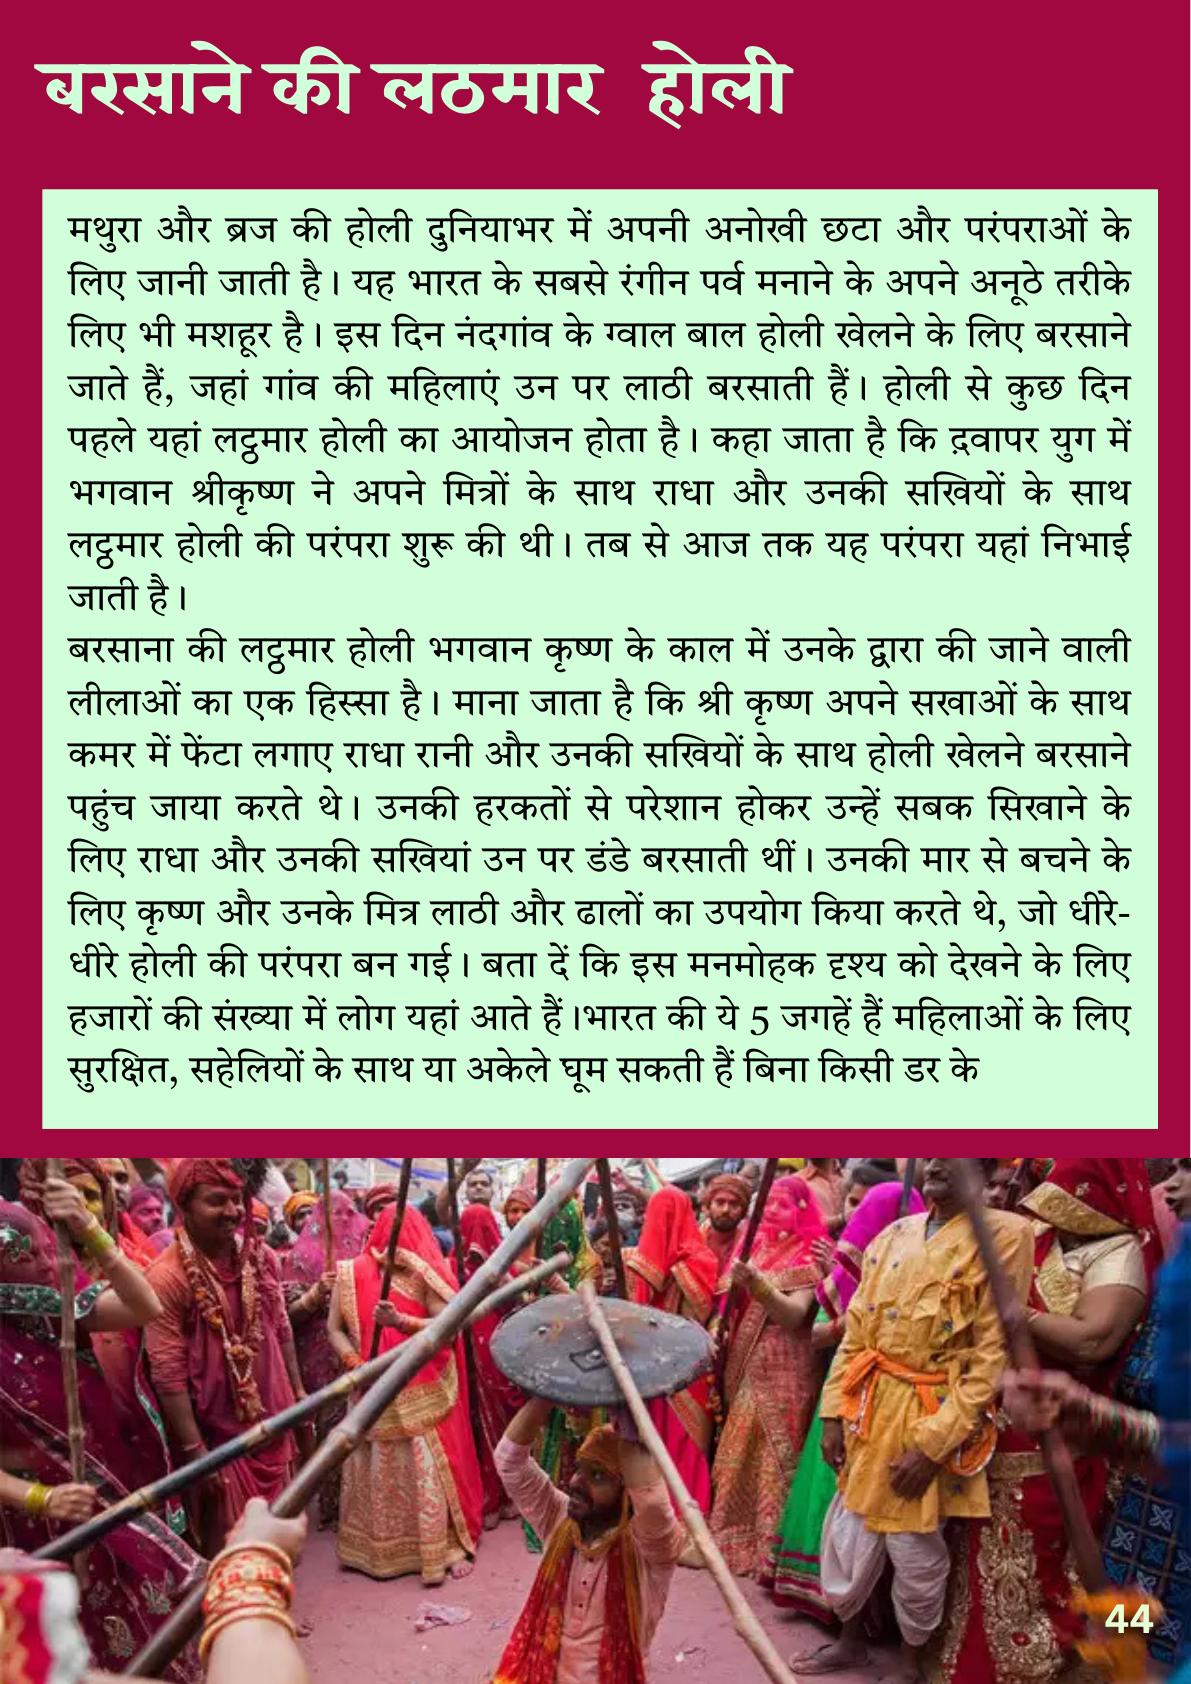 बरसाने की लठमार होली
मथुरा और ब्रज की होली दुनियाभर में अपनी अनोखी छटा और परंपराओं के
लिए जानी जाती है। यह भारत के सबसे रंगीन पर्व मनाने के अपने अनूठे तरीके
लिए भी मशहूर है। इस दिन नंदगांव के ग्वाल बाल होली खेलने के लिए बरसाने
जाते हैं, जहां गांव की महिलाएं उन पर लाठी बरसाती हैं। होली से कुछ दिन
पहले यहां लट्ठमार होली का आयोजन होता है। कहा जाता है कि द़वापर युग में
भगवान श्रीकृष्ण ने अपने मित्रों के साथ राधा और उनकी सखियों के साथ
लट्ठमार होली की परंपरा शुरू की थी। तब से आज तक यह परंपरा यहां निभाई
जाती है।
बरसाना की लट्ठमार होली भगवान कृष्ण के काल में उनके द्वारा की जाने वाली
लीलाओं का एक हिस्सा है। माना जाता है कि श्री कृष्ण अपने सखाओं के साथ
कमर में फेंटा लगाए राधा रानी और उनकी सखियों के साथ होली खेलने बरसाने
पहुंच जाया करते थे। उनकी हरकतों से परेशान होकर उन्हें सबक सिखाने के
लिए राधा और उनकी सखियां उन पर डंडे बरसाती थीं। उनकी मार से बचने के
लिए कृष्ण और उनके मित्र लाठी और ढालों का उपयोग किया करते थे, जो धीरे-
धीरे होली की परंपरा बन गई। बता दें कि इस मनमोहक दृश्य को देखने के लिए
हजारों की संख्या में लोग यहां आते हैं।भारत की ये 5 जगहें हैं महिलाओं के लिए
सुरक्षित, सहेलियों के साथ या अकेले घूम सकती हैं बिना किसी डर के
44